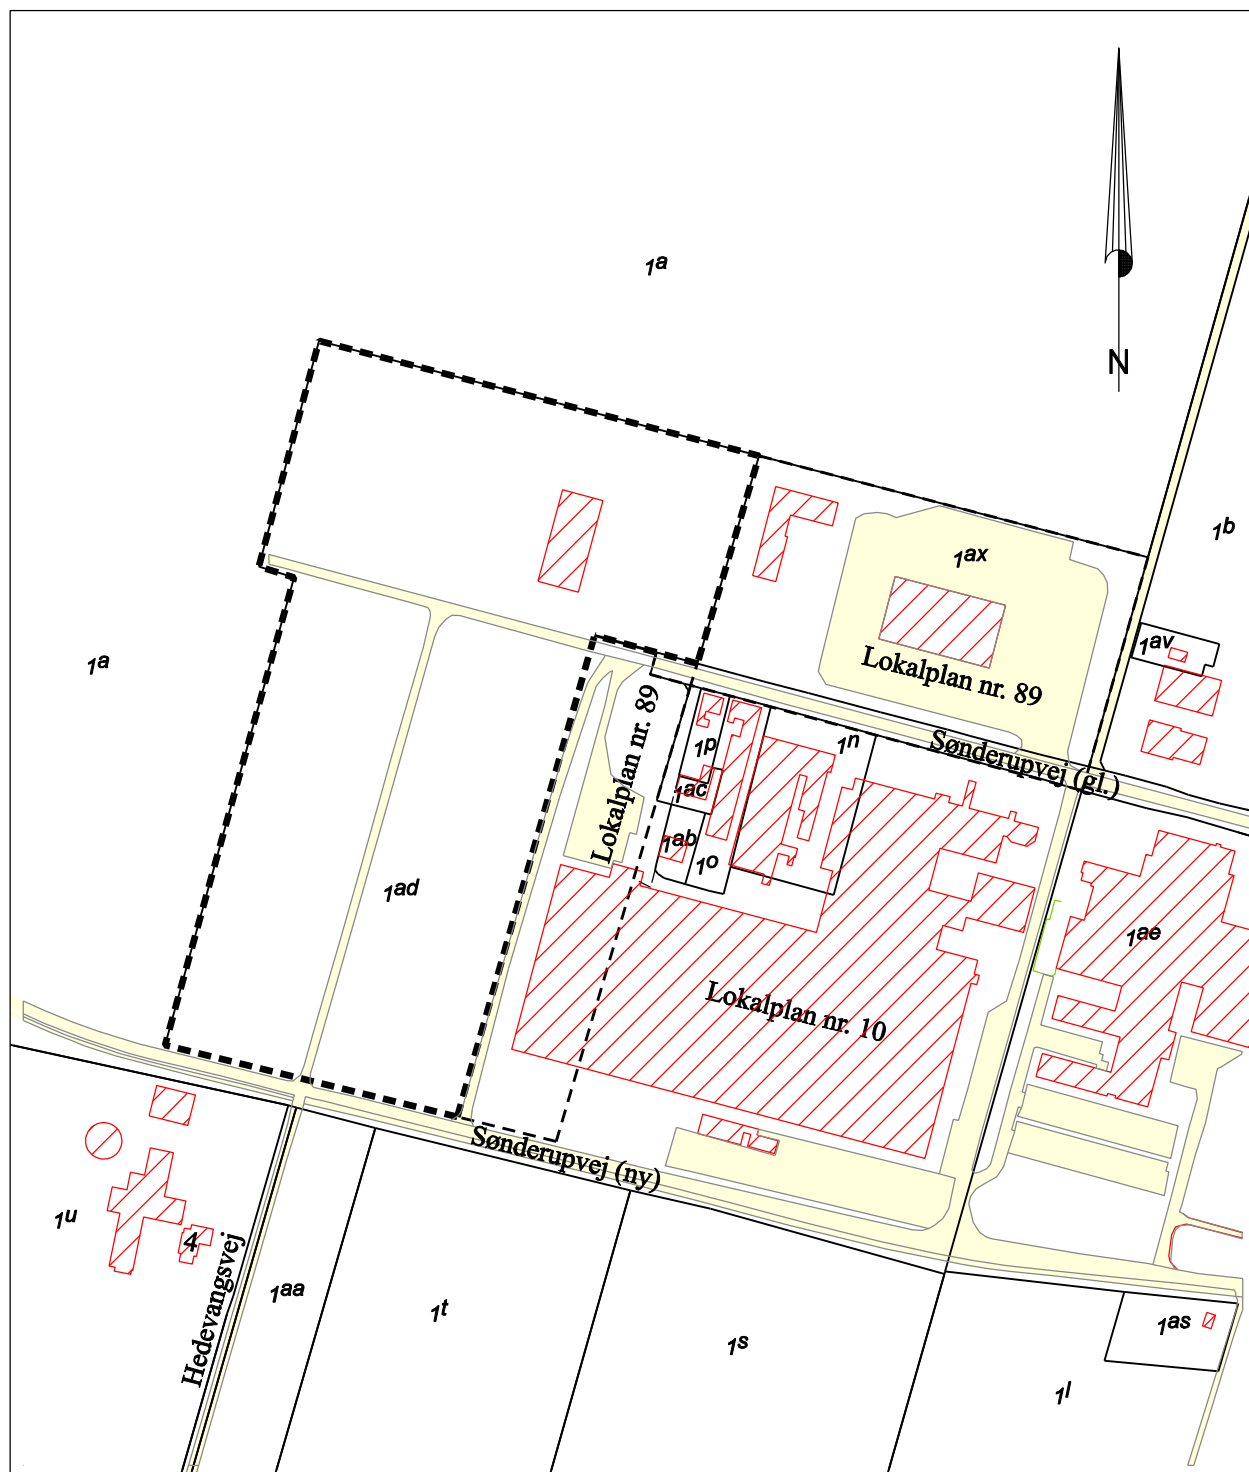 1a
N
1b
1ax
1av
1a
Lokalplan nr. 89
Lokalplan nr. 89
Sønderupvej (gl.)
1p
1n
1ac
1ab
1o
1ad
1ae
Lokalplan nr. 10
Sønderupvej (ny)
1u
4
Hedevangsvej
1aa
1t
1s
1as
1l